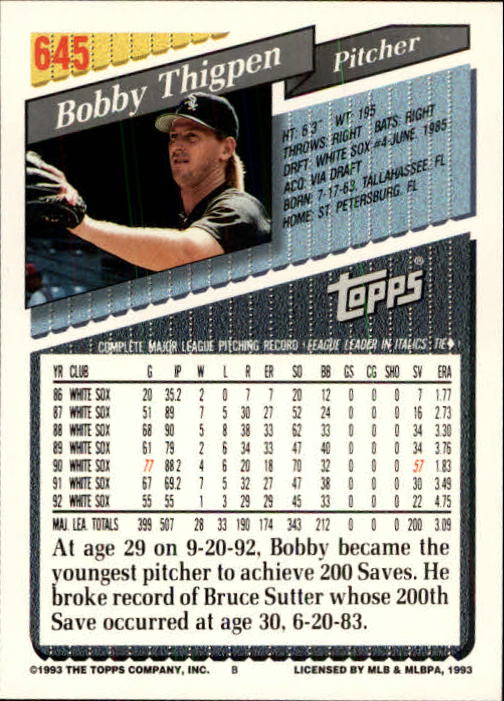 645
Bobby Thigpen
Pitcher
HT: 6'3" WT: 195
THROWS: RIGHT BATS: RIGHT
DRFT: WHITE SOX #4-JUNE, 1985
ACQ: VIA DRAFT
BORN: 7-17-63, TALLAHASSEE, FL
HOME: ST. PETERSBURG, FL
TOPPS®
COMPLETE MAJOR LEAGUE PITCHING RECORD (LEAGUE LEADER IN ITALICS, TIE◆)
YR CLUB G IP W L R ER SO BB GS CG SHO SV ERA
86 WHITE SOX 20 35.2 2 0 7 7 20 12 0 0 0 7 1.77
87 WHITE SOX 51 89 7 5 30 27 52 24 0 0 0 16 2.73
88 WHITE SOX 68 90 5 8 38 33 62 33 0 0 0 34 3.30
89 WHITE SOX 61 79 2 6 34 33 47 40 0 0 0 34 3.76
90 WHITE SOX 77 88.2 4 6 20 18 70 32 0 0 0 57 1.83
91 WHITE SOX 67 69.2 7 5 32 27 47 38 0 0 0 30 3.49
92 WHITE SOX 55 55 1 3 29 29 45 33 0 0 0 22 4.75
MAJ. LEA. TOTALS 399 507 28 33 190 174 343 212 0 0 0 200 3.09
At age 29 on 9-20-92, Bobby became the
youngest pitcher to achieve 200 Saves. He
broke record of Bruce Sutter whose 200th
Save occurred at age 30, 6-20-83.
©1993 THE TOPPS COMPANY, INC. B LICENSED BY MLB & MLBPA, 1993